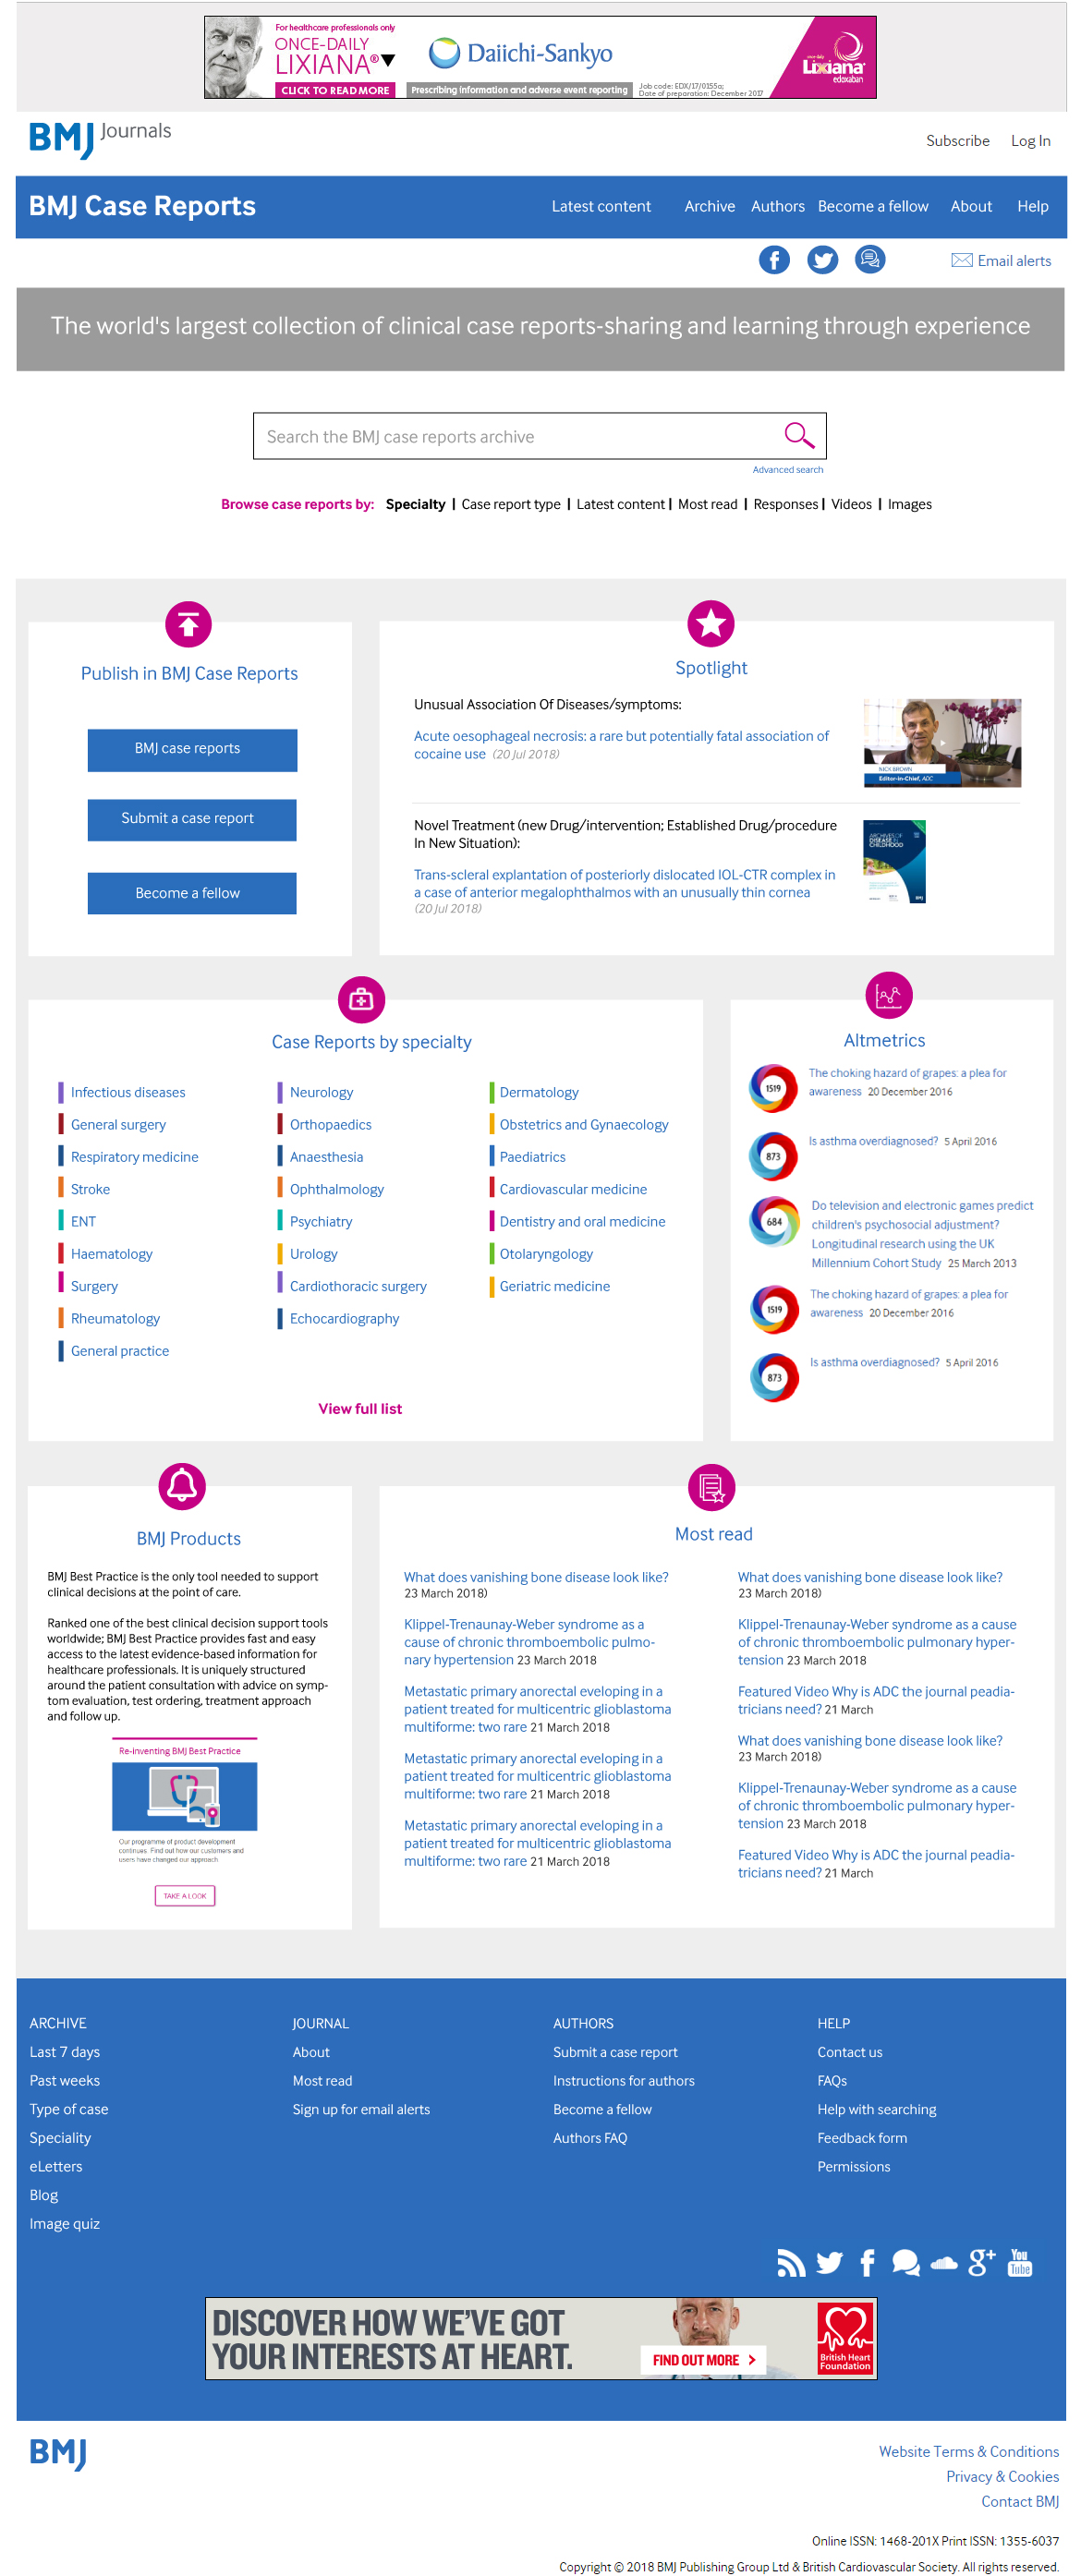 For healthcare professionals only
ONCE-DAILY
LIXIANA®▼
CLICK TO READ MORE
Daiichi-Sankyo
Prescribing information and adverse event reporting
Job code: EDX/17/0155a;
Date of preparation: December 2017
once-daily
Lixiana
edoxaban
BMJ Journals
Subscribe
Log In
BMJ Case Reports
Latest content
Archive
Authors
Become a fellow
About
Help
Email alerts
The world's largest collection of clinical case reports-sharing and learning through experience
Search the BMJ case reports archive
Advanced search
Browse case reports by: Specialty | Case report type | Latest content | Most read | Responses | Videos | Images
Publish in BMJ Case Reports
BMJ case reports
Submit a case report
Become a fellow
Spotlight
Unusual Association Of Diseases/symptoms:
Acute oesophageal necrosis: a rare but potentially fatal association of
cocaine use (20 Jul 2018)
NICK BROWN
Editor-in-Chief, ADC
Novel Treatment (new Drug/intervention; Established Drug/procedure
In New Situation):
Trans-scleral explantation of posteriorly dislocated IOL-CTR complex in
a case of anterior megalophthalmos with an unusually thin cornea
(20 Jul 2018)
ARCHIVES OF
DISEASE IN
CHILDHOOD
BMJ
Case Reports by specialty
Infectious diseases
General surgery
Respiratory medicine
Stroke
ENT
Haematology
Surgery
Rheumatology
General practice
Neurology
Orthopaedics
Anaesthesia
Ophthalmology
Psychiatry
Urology
Cardiothoracic surgery
Echocardiography
Dermatology
Obstetrics and Gynaecology
Paediatrics
Cardiovascular medicine
Dentistry and oral medicine
Otolaryngology
Geriatric medicine
View full list
Altmetrics
1519
The choking hazard of grapes: a plea for
awareness 20 December 2016
873
Is asthma overdiagnosed? 5 April 2016
684
Do television and electronic games predict
children's psychosocial adjustment?
Longitudinal research using the UK
Millennium Cohort Study 25 March 2013
1519
The choking hazard of grapes: a plea for
awareness 20 December 2016
873
Is asthma overdiagnosed? 5 April 2016
BMJ Products
BMJ Best Practice is the only tool needed to support
clinical decisions at the point of care.
Ranked one of the best clinical decision support tools
worldwide; BMJ Best Practice provides fast and easy
access to the latest evidence-based information for
healthcare professionals. It is uniquely structured
around the patient consultation with advice on symp-
tom evaluation, test ordering, treatment approach
and follow up.
Re-inventing BMJ Best Practice
Our programme of product development
continues. Find out how our customers and
users have changed our approach
TAKE A LOOK
Most read
What does vanishing bone disease look like?
23 March 2018)
Klippel-Trenaunay-Weber syndrome as a
cause of chronic thromboembolic pulmo-
nary hypertension 23 March 2018
Metastatic primary anorectal eveloping in a
patient treated for multicentric glioblastoma
multiforme: two rare 21 March 2018
Metastatic primary anorectal eveloping in a
patient treated for multicentric glioblastoma
multiforme: two rare 21 March 2018
Metastatic primary anorectal eveloping in a
patient treated for multicentric glioblastoma
multiforme: two rare 21 March 2018
What does vanishing bone disease look like?
23 March 2018)
Klippel-Trenaunay-Weber syndrome as a cause
of chronic thromboembolic pulmonary hyper-
tension 23 March 2018
Featured Video Why is ADC the journal peadia-
tricians need? 21 March
What does vanishing bone disease look like?
23 March 2018)
Klippel-Trenaunay-Weber syndrome as a cause
of chronic thromboembolic pulmonary hyper-
tension 23 March 2018
Featured Video Why is ADC the journal peadia-
tricians need? 21 March
ARCHIVE
Last 7 days
Past weeks
Type of case
Speciality
eLetters
Blog
Image quiz
JOURNAL
About
Most read
Sign up for email alerts
AUTHORS
Submit a case report
Instructions for authors
Become a fellow
Authors FAQ
HELP
Contact us
FAQs
Help with searching
Feedback form
Permissions
You
Tube
DISCOVER HOW WE'VE GOT
YOUR INTERESTS AT HEART.
FIND OUT MORE >
British Heart
Foundation
BMJ
Website Terms & Conditions
Privacy & Cookies
Contact BMJ
Online ISSN: 1468-201X Print ISSN: 1355-6037
Copyright © 2018 BMJ Publishing Group Ltd & British Cardiovascular Society. All rights reserved.